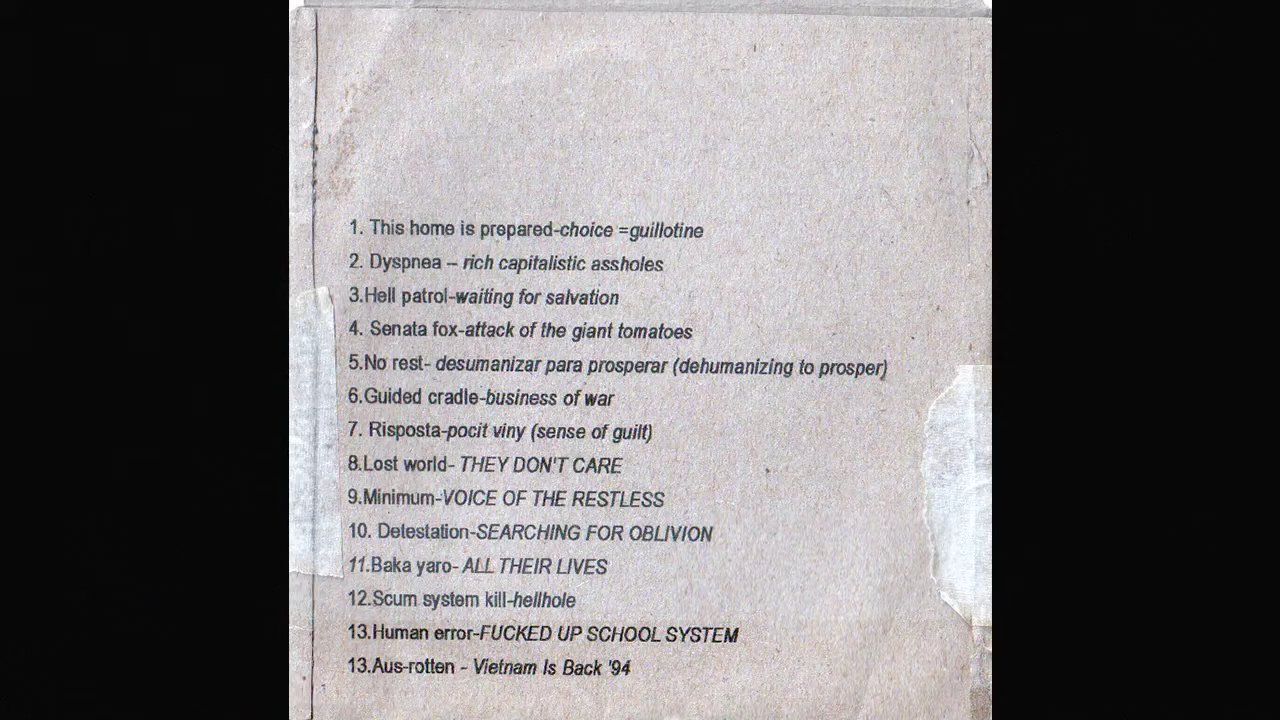 1. This home is prepared-choice =guillotine
2. Dyspnea – rich capitalistic assholes
3.Hell patrol-waiting for salvation
4. Senata fox-attack of the giant tomatoes
5.No rest- desumanizar para prosperar (dehumanizing to prosper)
6.Guided cradle-business of war
7. Risposta-pocit viny (sense of guilt)
8.Lost world- THEY DON'T CARE
9.Minimum-VOICE OF THE RESTLESS
10. Detestation-SEARCHING FOR OBLIVION
11.Baka yaro- ALL THEIR LIVES
12.Scum system kill-hellhole
13.Human error-FUCKED UP SCHOOL SYSTEM
13.Aus-rotten - Vietnam Is Back '94